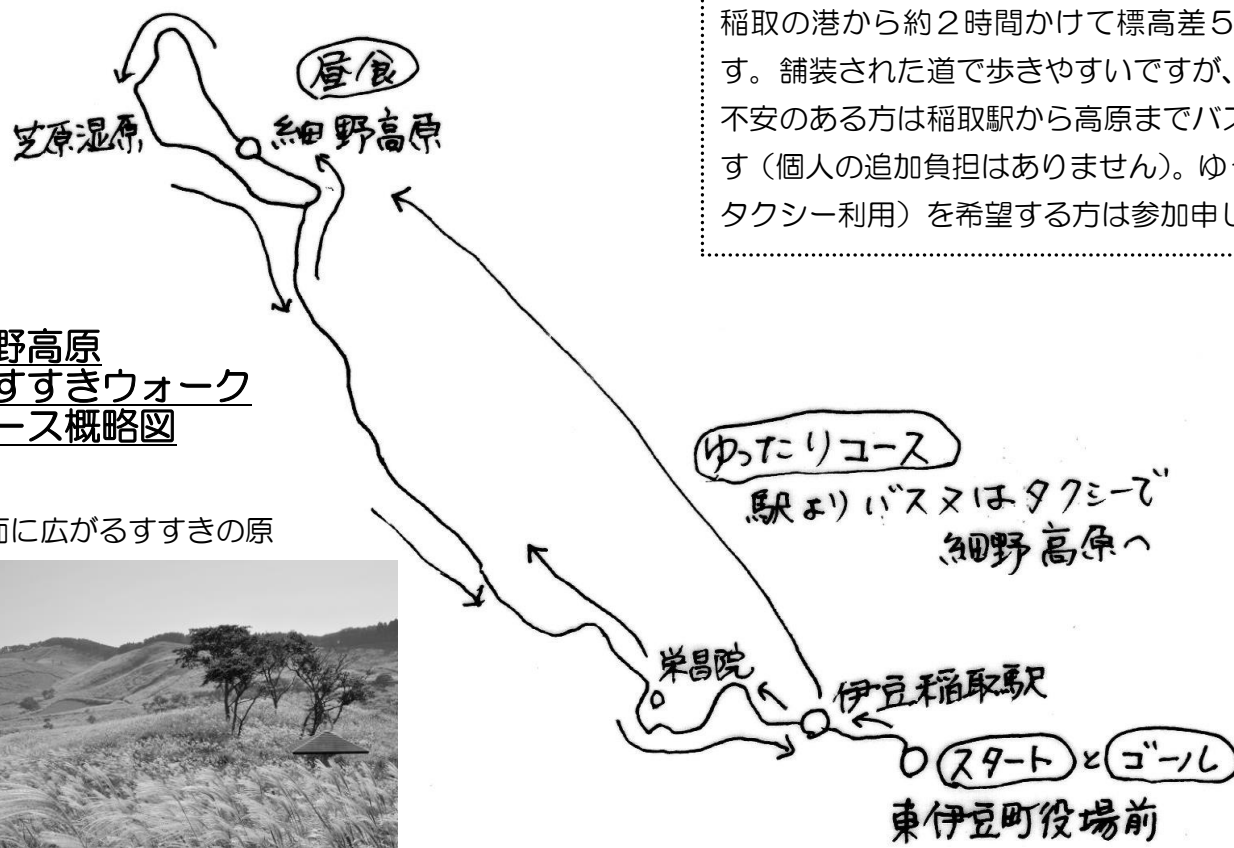 稲取の港から約２時間かけて標高差５
す。舗装された道で歩きやすいですが、
不安のある方は稲取駅から高原までバス
す（個人の追加負担はありません）。ゆっ
タクシー利用）を希望する方は参加申し
昼食
芝原湿原
細野高原
野高原
すすきウォーク
ース概略図
面に広がるすすきの原
ゆったりコース
駅よりバス又はタクシーで
細野高原へ
栄昌院
伊豆稲取駅
スタートとゴール
東伊豆町役場前